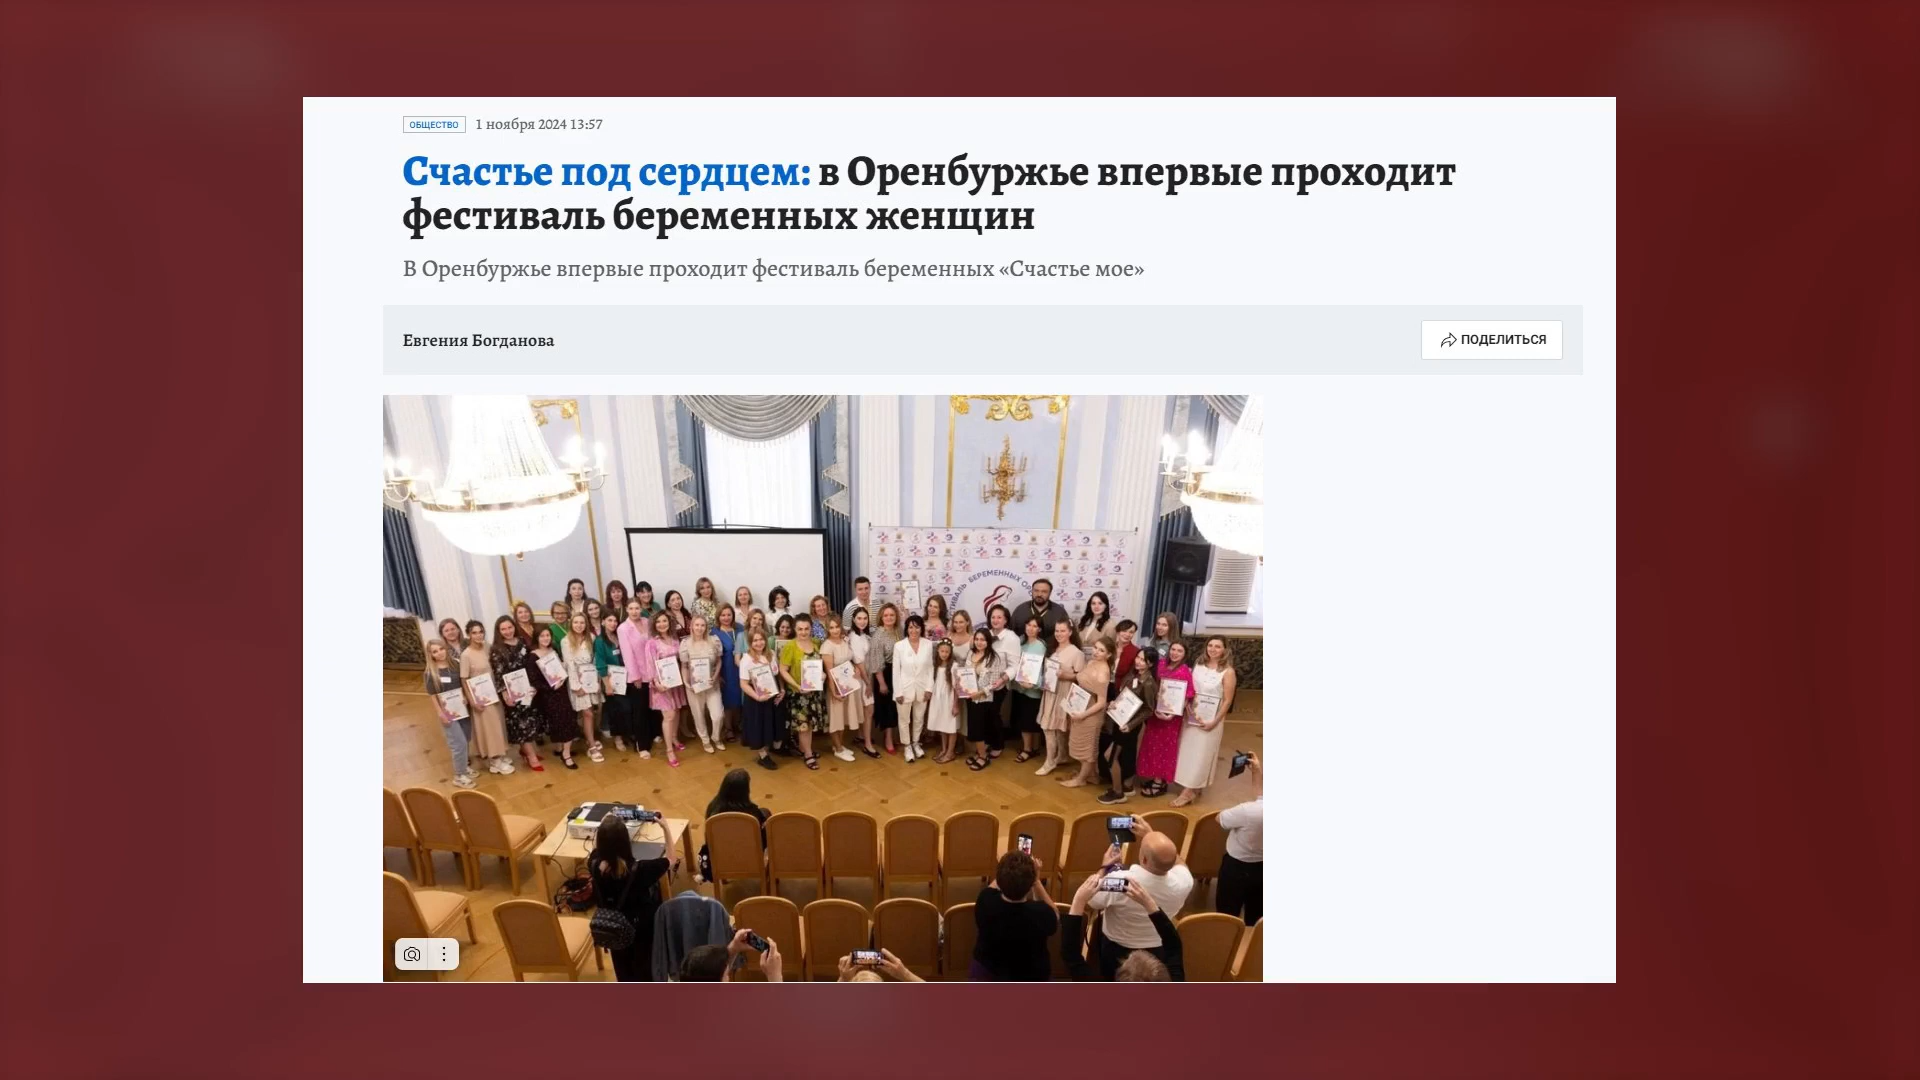 ОБЩЕСТВО 1 ноября 2024 13:57
Счастье под сердцем: в Оренбуржье впервые проходит
фестиваль беременных женщин
В Оренбуржье впервые проходит фестиваль беременных «Счастье мое»
Евгения Богданова
ПОДЕЛИТЬСЯ
БЕРЕМЕННЫХ